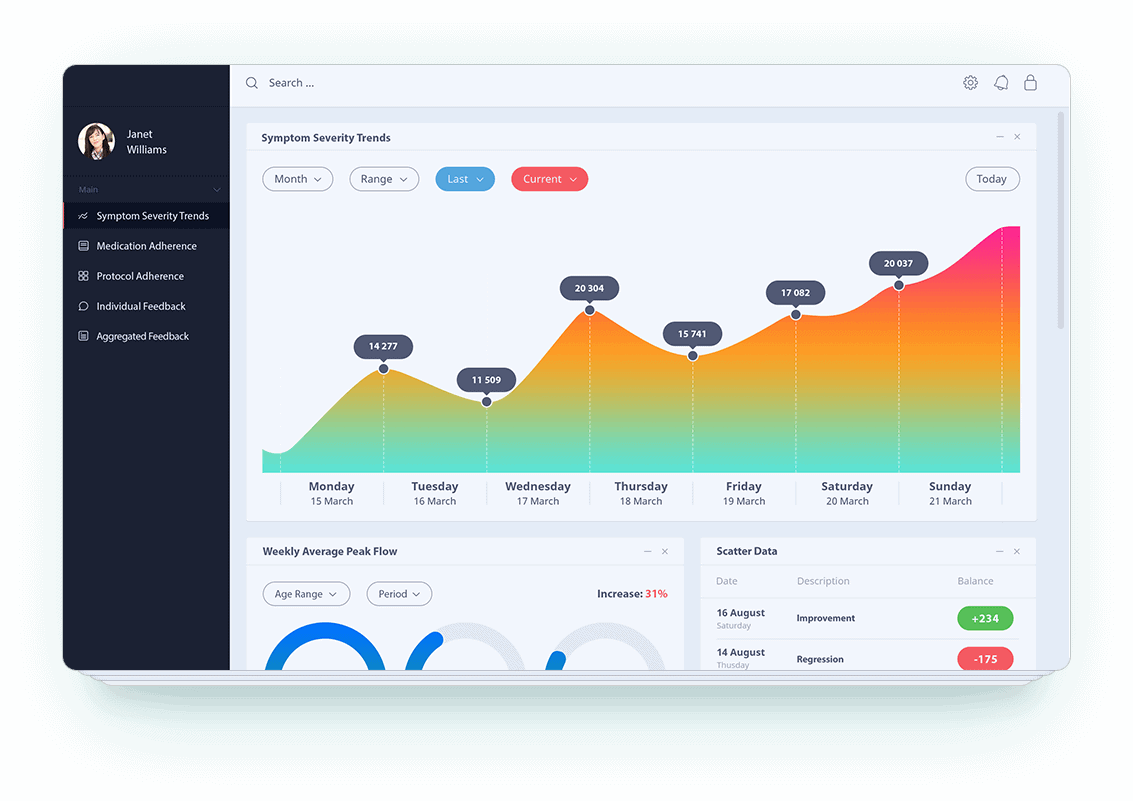 Search ...
Janet
Williams
Main
Symptom Severity Trends
Medication Adherence
Protocol Adherence
Individual Feedback
Aggregated Feedback
Symptom Severity Trends
Month
Range
Last
Current
Today
14 277
11 509
20 304
15 741
17 082
20 037
Monday
15 March
Tuesday
16 March
Wednesday
17 March
Thursday
18 March
Friday
19 March
Saturday
20 March
Sunday
21 March
Weekly Average Peak Flow
Age Range
Period
Increase: 31%
Scatter Data
Date Description Balance
16 August
Saturday
Improvement
+234
14 August
Thusday
Regression
-175